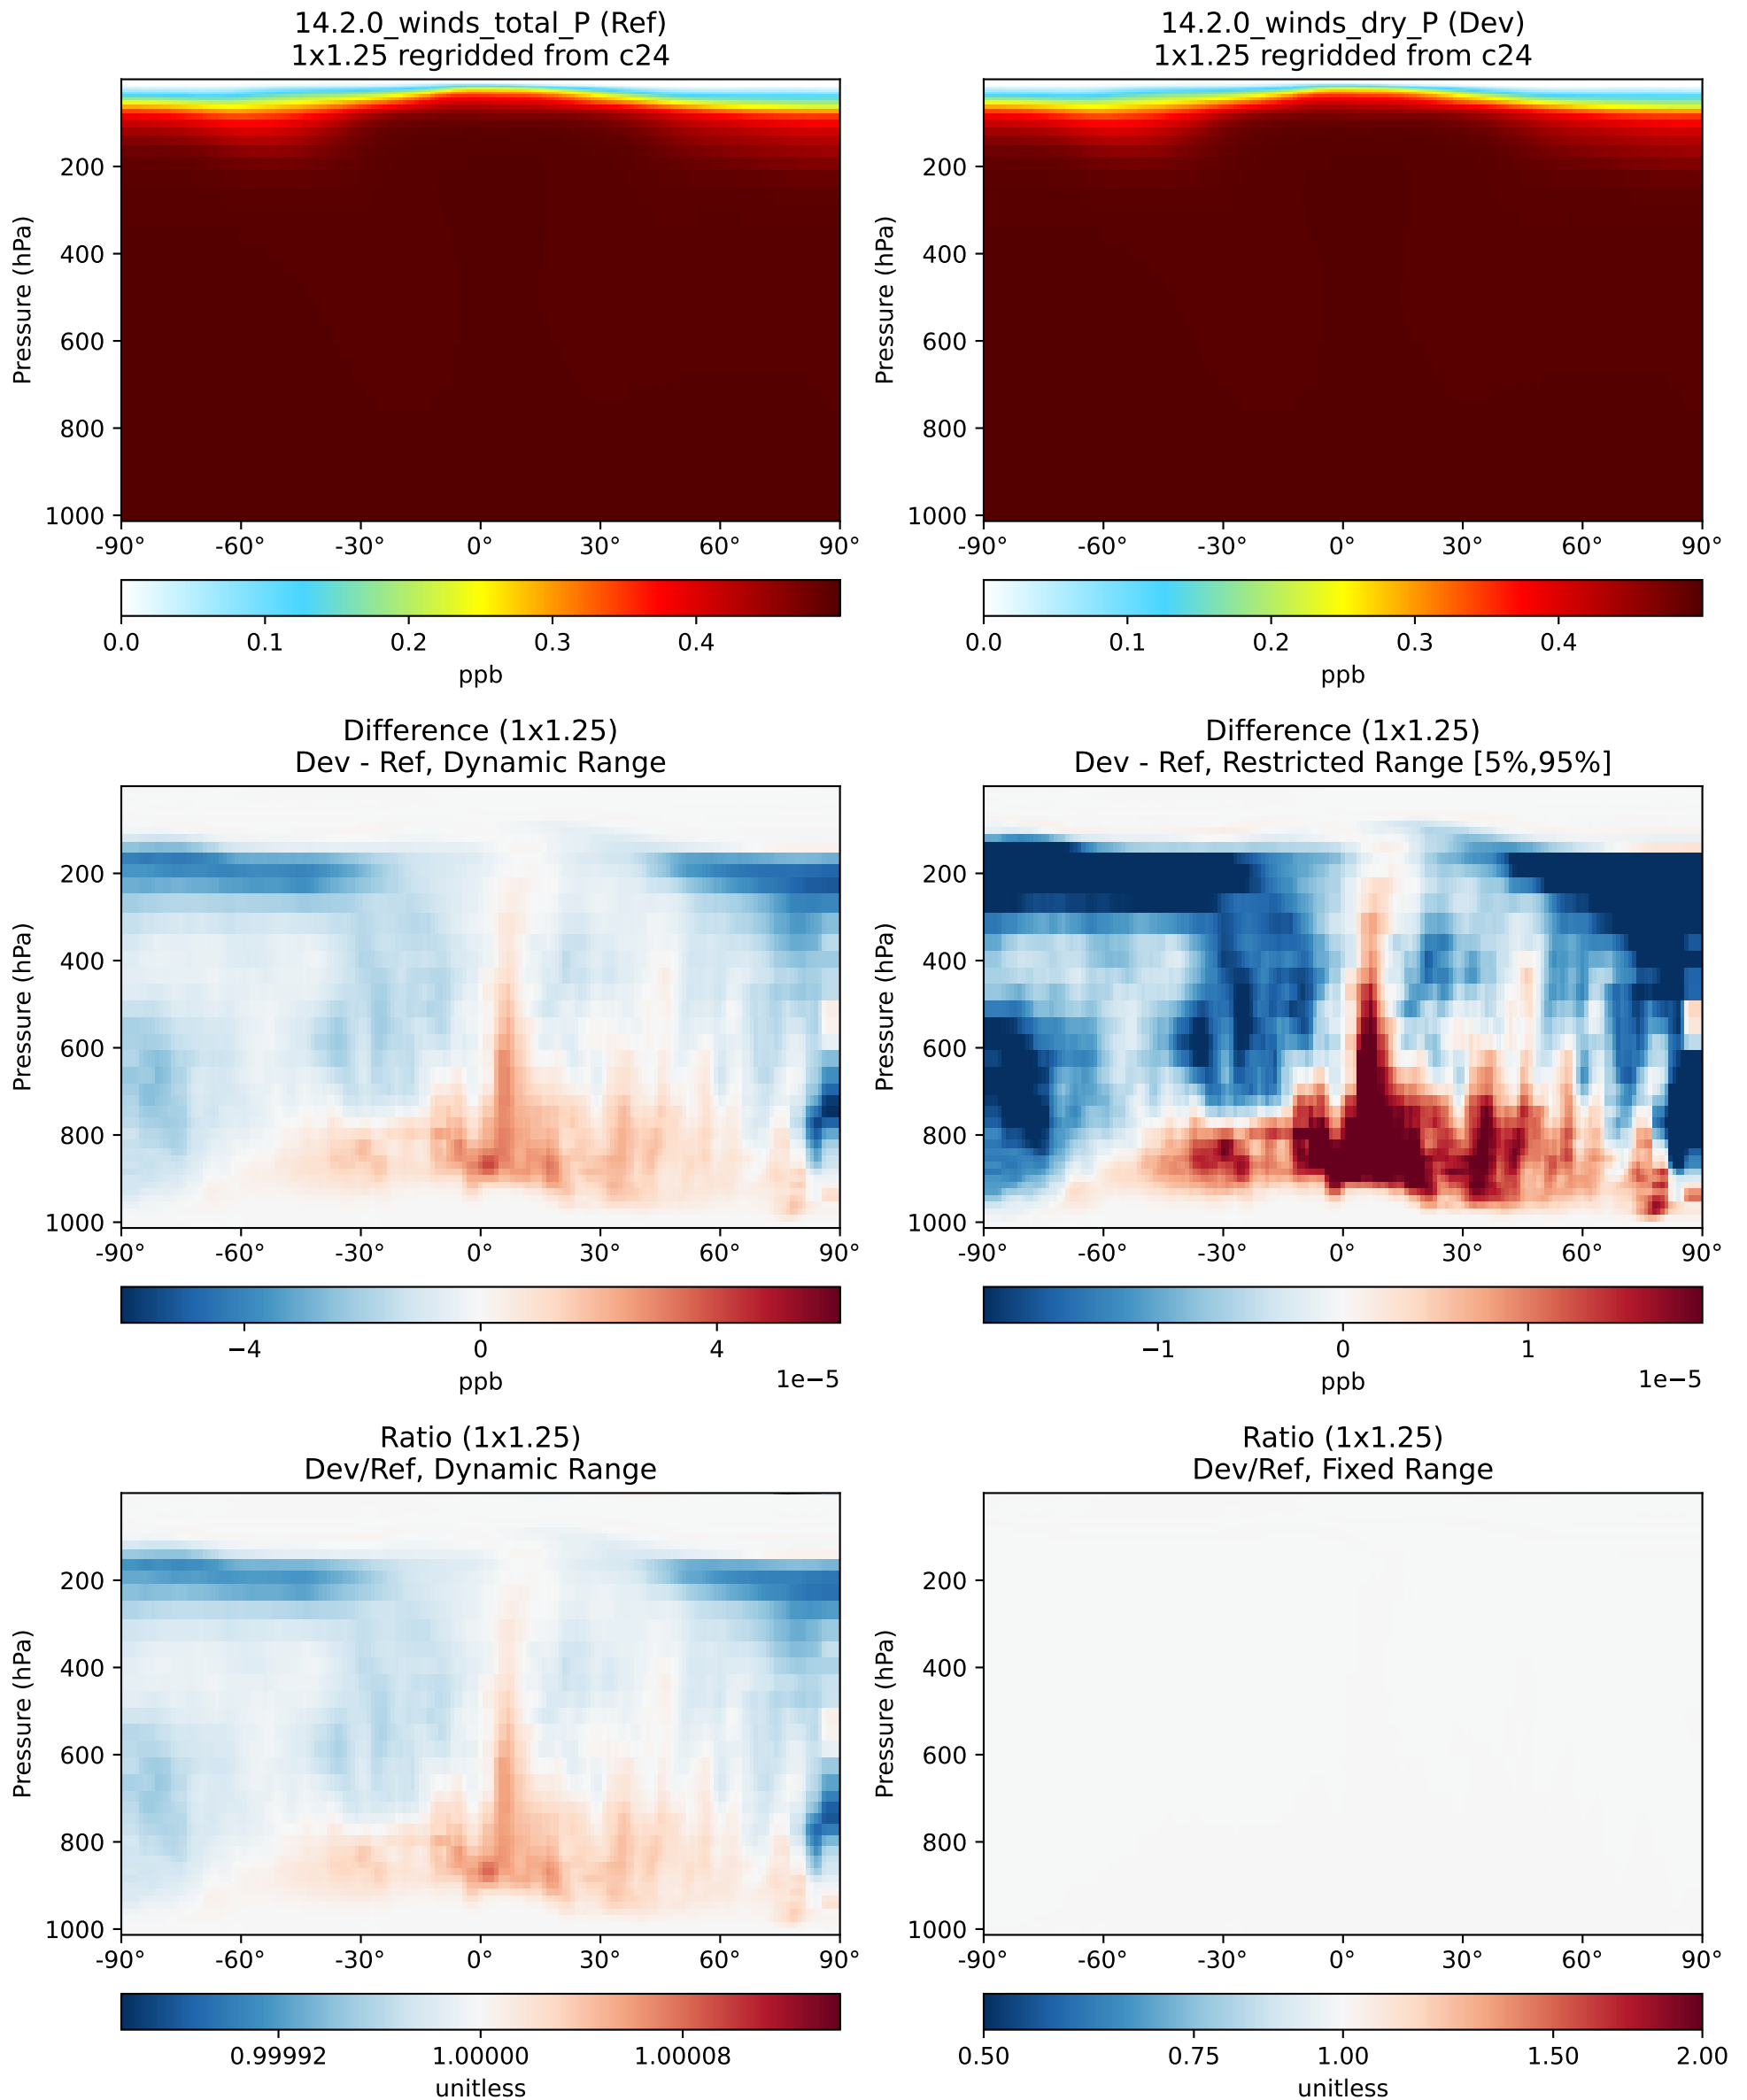 14.2.0_winds_total_P (Ref)
1x1.25 regridded from c24
Pressure (hPa)
200
400
600
800
1000
-90° -60° -30° 0° 30° 60° 90°
0.0 0.1 0.2 0.3 0.4
ppb
14.2.0_winds_dry_P (Dev)
1x1.25 regridded from c24
Pressure (hPa)
200
400
600
800
1000
-90° -60° -30° 0° 30° 60° 90°
0.0 0.1 0.2 0.3 0.4
ppb
Difference (1x1.25)
Dev - Ref, Dynamic Range
Pressure (hPa)
200
400
600
800
1000
-90° -60° -30° 0° 30° 60° 90°
−4 0 4
ppb 1e−5
Difference (1x1.25)
Dev - Ref, Restricted Range [5%,95%]
Pressure (hPa)
200
400
600
800
1000
-90° -60° -30° 0° 30° 60° 90°
−1 0 1
ppb 1e−5
Ratio (1x1.25)
Dev/Ref, Dynamic Range
Pressure (hPa)
200
400
600
800
1000
-90° -60° -30° 0° 30° 60° 90°
0.99992 1.00000 1.00008
unitless
Ratio (1x1.25)
Dev/Ref, Fixed Range
Pressure (hPa)
200
400
600
800
1000
-90° -60° -30° 0° 30° 60° 90°
0.50 0.75 1.00 1.50 2.00
unitless